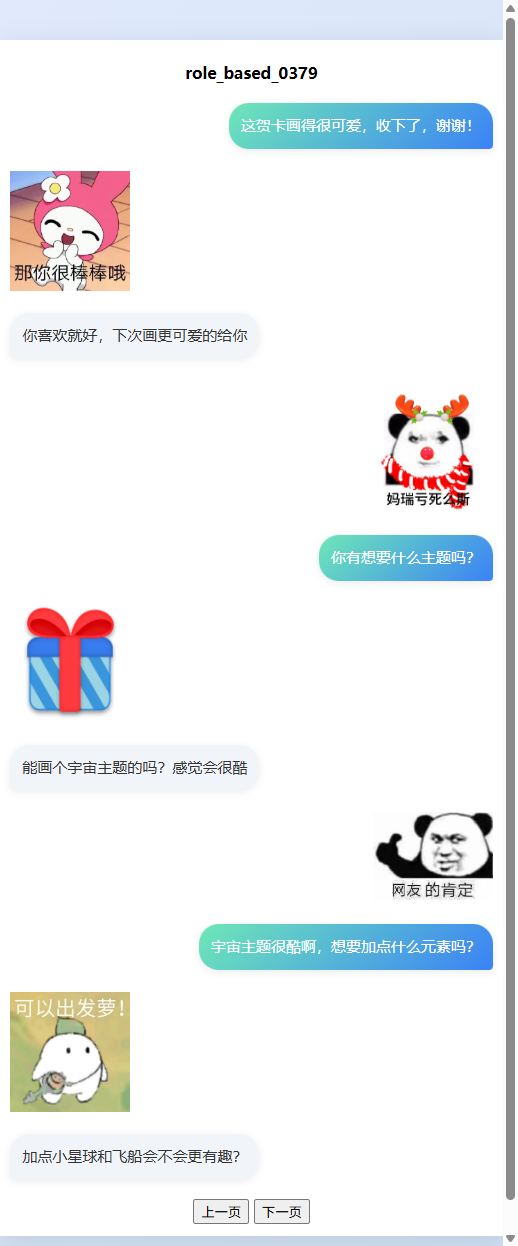 role_based_0379
这贺卡画得很可爱，收下了，谢谢！
那你很棒棒哦
你喜欢就好，下次画更可爱的给你
妈瑞亏死么斯
你有想要什么主题吗？
能画个宇宙主题的吗？感觉会很酷
网友的肯定
宇宙主题很酷啊，想要加点什么元素吗？
可以出发萝！
加点小星球和飞船会不会更有趣？
上一页 下一页